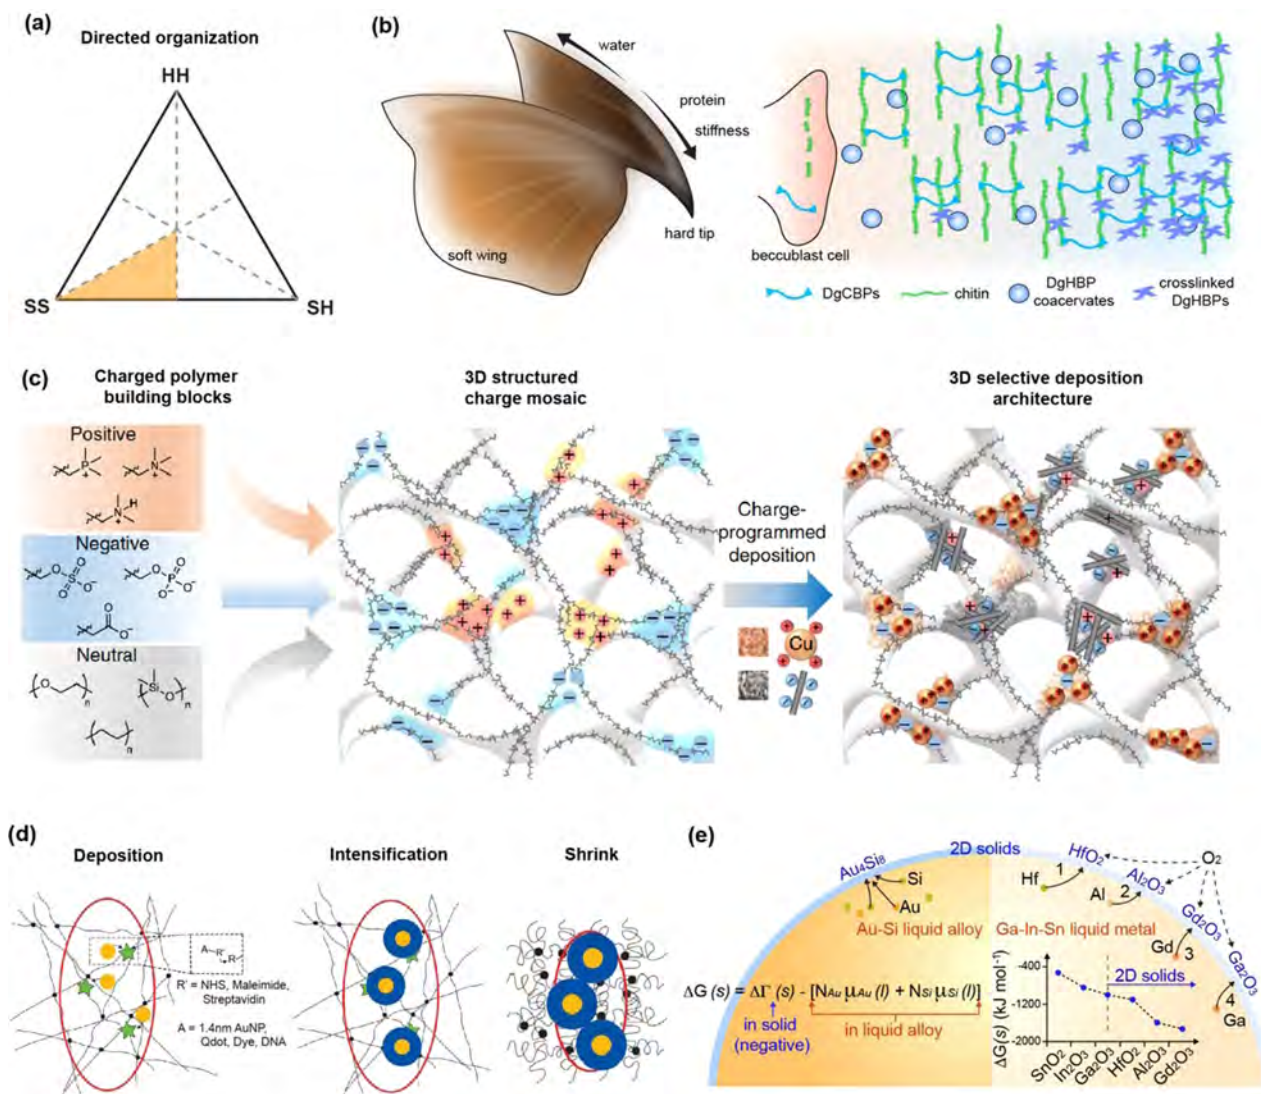 (a)
Directed organization
HH
SS
SH
(b)
water
protein
stiffness
hard tip
soft wing
beccublast cell
DgCBPs
chitin
DgHBP
coacervates
crosslinked
DgHBPs
(c)
Charged polymer
building blocks
3D structured
charge mosaic
3D selective deposition
architecture
Positive
Negative
Neutral
Charge-
programmed
deposition
Cu
(d)
Deposition
Intensification
Shrink
A
R'
R
R' = NHS, Maleimide,
Streptavidin
A = 1.4nm AuNP,
Qdot, Dye, DNA
(e)
2D solids
Au₄Si₈
Si
Au
Au-Si liquid alloy
HfO₂
O₂
Hf
1
Al₂O₃
Al
2
Ga-In-Sn liquid metal
Gd₂O₃
Gd
3
Ga₂O₃
4
Ga
ΔG (s) = ΔΓ (s) - [N_Au μ_Au (l) + N_Si μ_Si (l)]
in solid
(negative)
in liquid alloy
ΔG(s) (kJ mol⁻¹)
-400
-1200
-2000
2D solids
SnO₂
In₂O₃
Ga₂O₃
HfO₂
Al₂O₃
Gd₂O₃